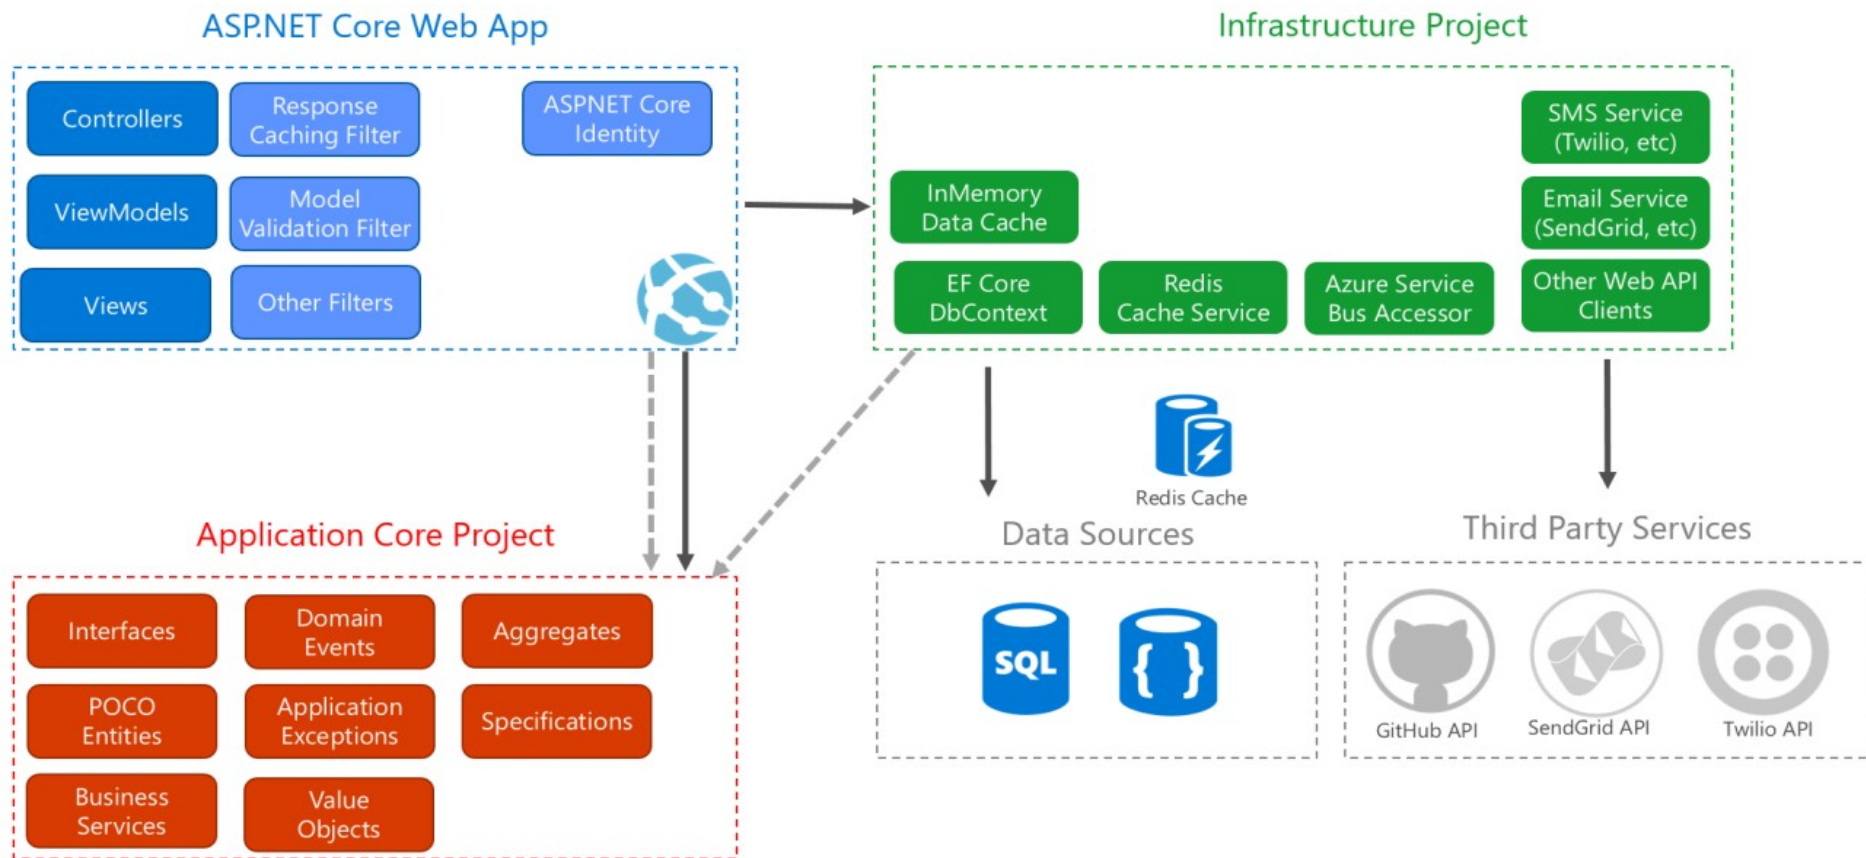 ASP.NET Core Web App
Controllers
Response
Caching Filter
ASPNET Core
Identity
ViewModels
Model
Validation Filter
Views
Other Filters
Infrastructure Project
SMS Service
(Twilio, etc)
InMemory
Data Cache
Email Service
(SendGrid, etc)
EF Core
DbContext
Redis
Cache Service
Azure Service
Bus Accessor
Other Web API
Clients
Redis Cache
Application Core Project
Interfaces
Domain
Events
Aggregates
POCO
Entities
Application
Exceptions
Specifications
Business
Services
Value
Objects
Data Sources
SQL
{ }
Third Party Services
GitHub API
SendGrid API
Twilio API